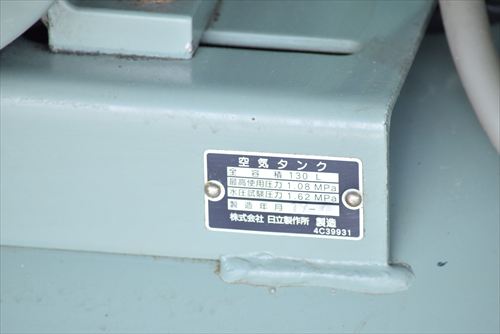 空気タンク
全容積 130 L
最高使用圧力 1.08 MPa
水圧試験圧力 1.62 MPa
製造年月
株式会社 日立製作所 製造
4C39931